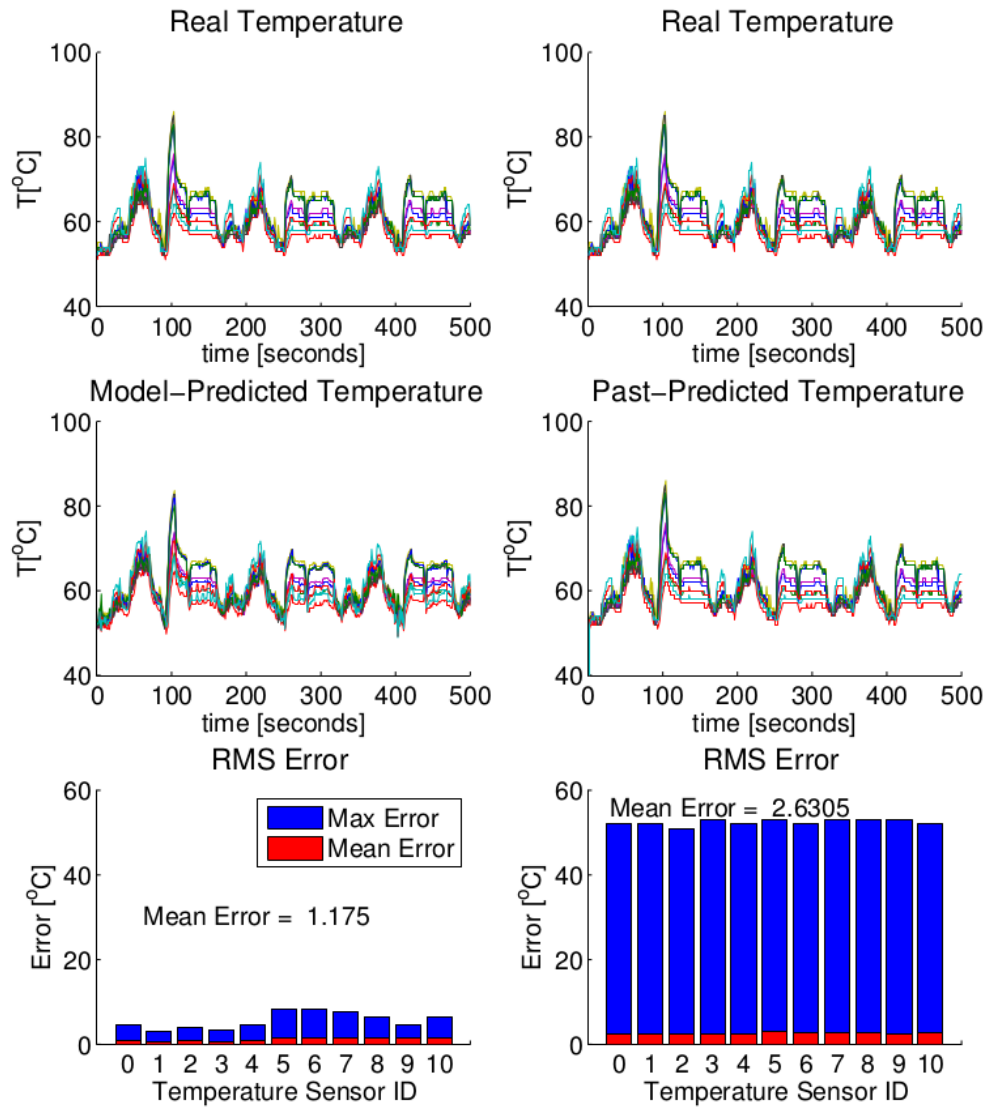 Real Temperature
100
80
60
40
T[°C]
0 100 200 300 400 500
time [seconds]
Real Temperature
100
80
60
40
T[°C]
0 100 200 300 400 500
time [seconds]
Model-Predicted Temperature
100
80
60
40
T[°C]
0 100 200 300 400 500
time [seconds]
Past-Predicted Temperature
100
80
60
40
T[°C]
0 100 200 300 400 500
time [seconds]
RMS Error
60
40
20
0
Error [°C]
Max Error
Mean Error
Mean Error = 1.175
0 1 2 3 4 5 6 7 8 9 10
Temperature Sensor ID
RMS Error
60
40
20
0
Error [°C]
Mean Error = 2.6305
0 1 2 3 4 5 6 7 8 9 10
Temperature Sensor ID